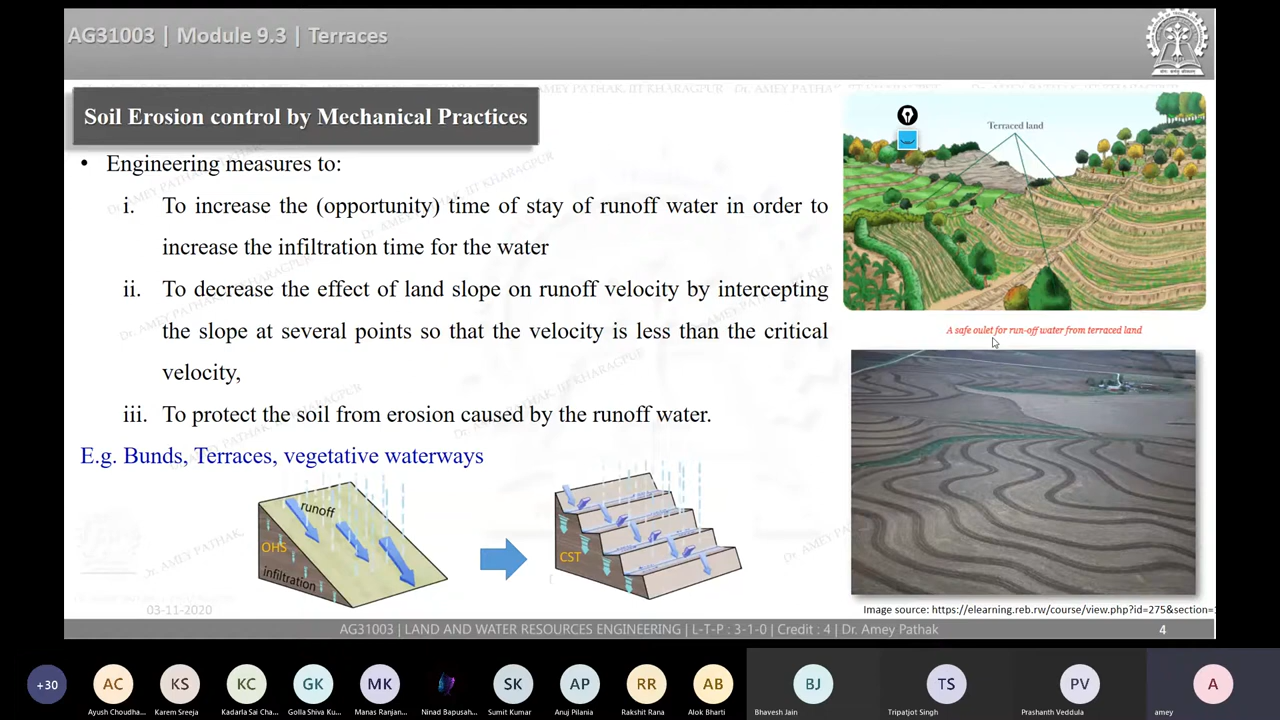 AG31003 | Module 9.3 | Terraces
Soil Erosion control by Mechanical Practices
• Engineering measures to:
i. To increase the (opportunity) time of stay of runoff water in order to
increase the infiltration time for the water
ii. To decrease the effect of land slope on runoff velocity by intercepting
the slope at several points so that the velocity is less than the critical
velocity,
iii. To protect the soil from erosion caused by the runoff water.
E.g. Bunds, Terraces, vegetative waterways
runoff
OHS
infiltration
CST
Terraced land
A safe oulet for run-off water from terraced land
Image source: https://elearning.reb.rw/course/view.php?id=275&section=
03-11-2020
AG31003 | LAND AND WATER RESOURCES ENGINEERING | L-T-P : 3-1-0 | Credit : 4 | Dr. Amey Pathak
4
+30
AC
KS
KC
GK
MK
SK
AP
RR
AB
BJ
TS
PV
A
Ayush Choudha...
Karem Sreeja
Kadarla Sai Cha...
Golla Shiva Ku...
Manas Ranjan...
Ninad Bapusah...
Sumit Kumar
Anuj Pilania
Rakshit Rana
Alok Bharti
Bhavesh Jain
Tripatjot Singh
Prashanth Veddula
amey